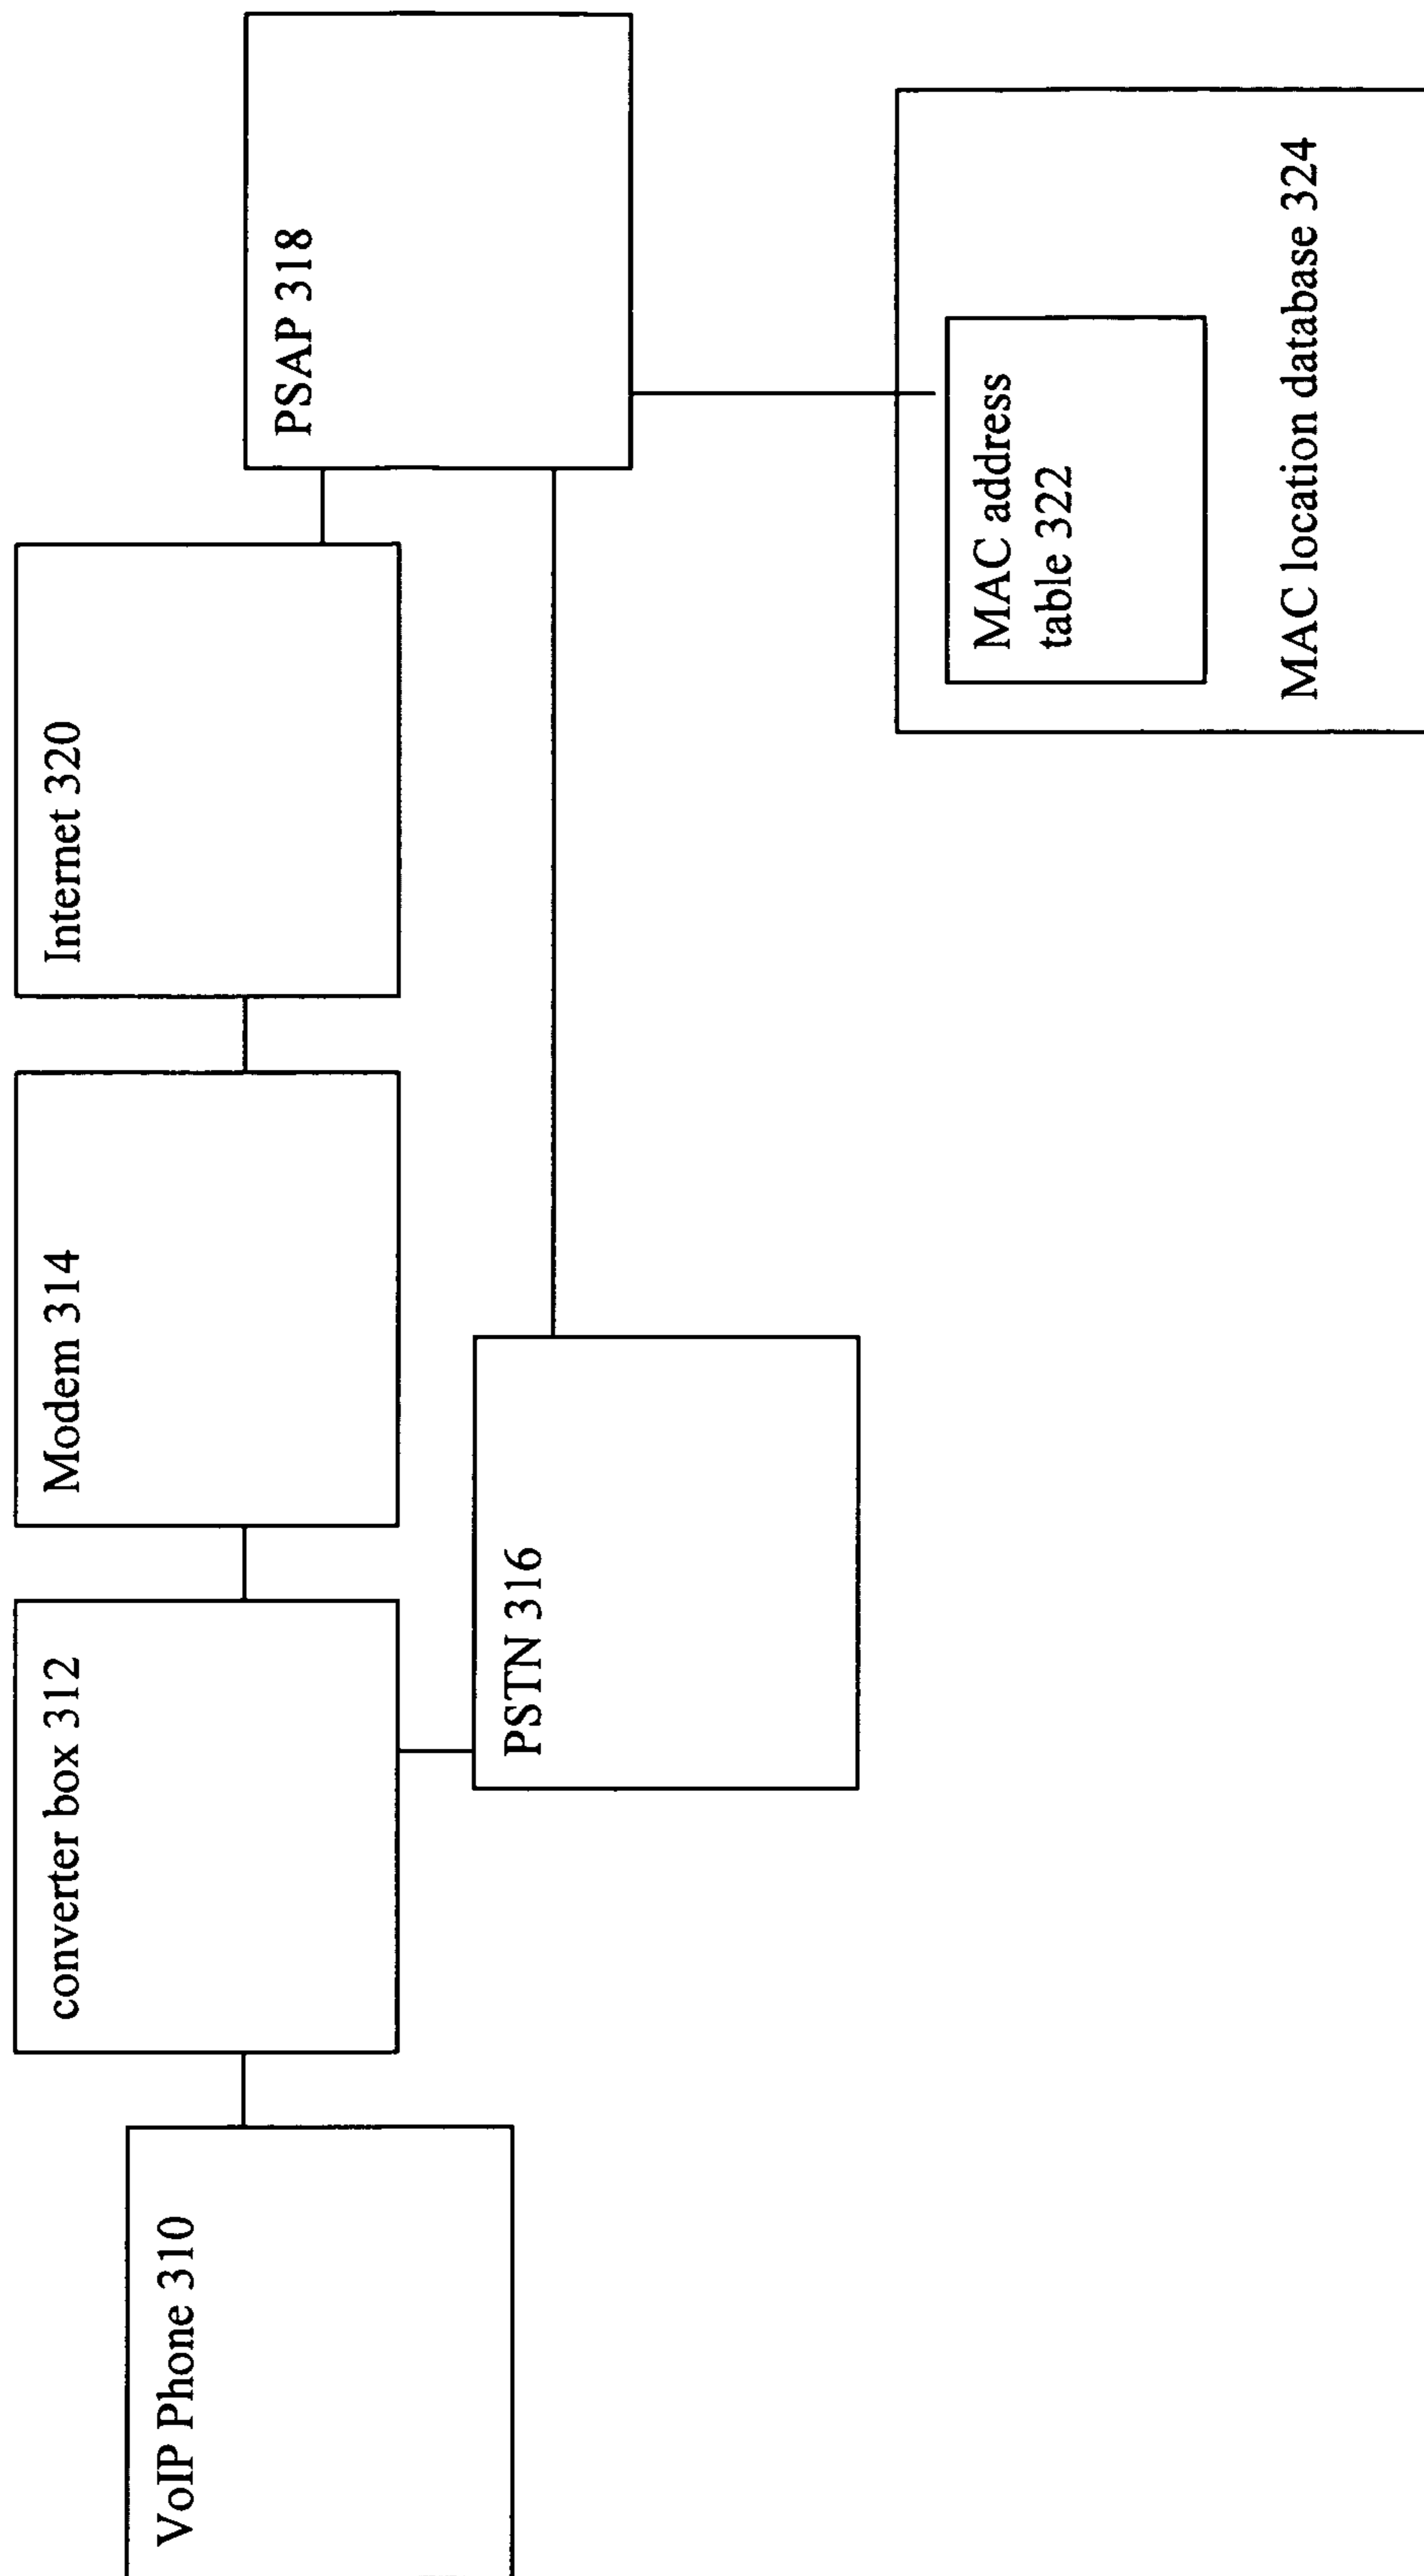 VoIP Phone 310
converter box 312
Modem 314
Internet 320
PSTN 316
PSAP 318
MAC address
table 322
MAC location database 324